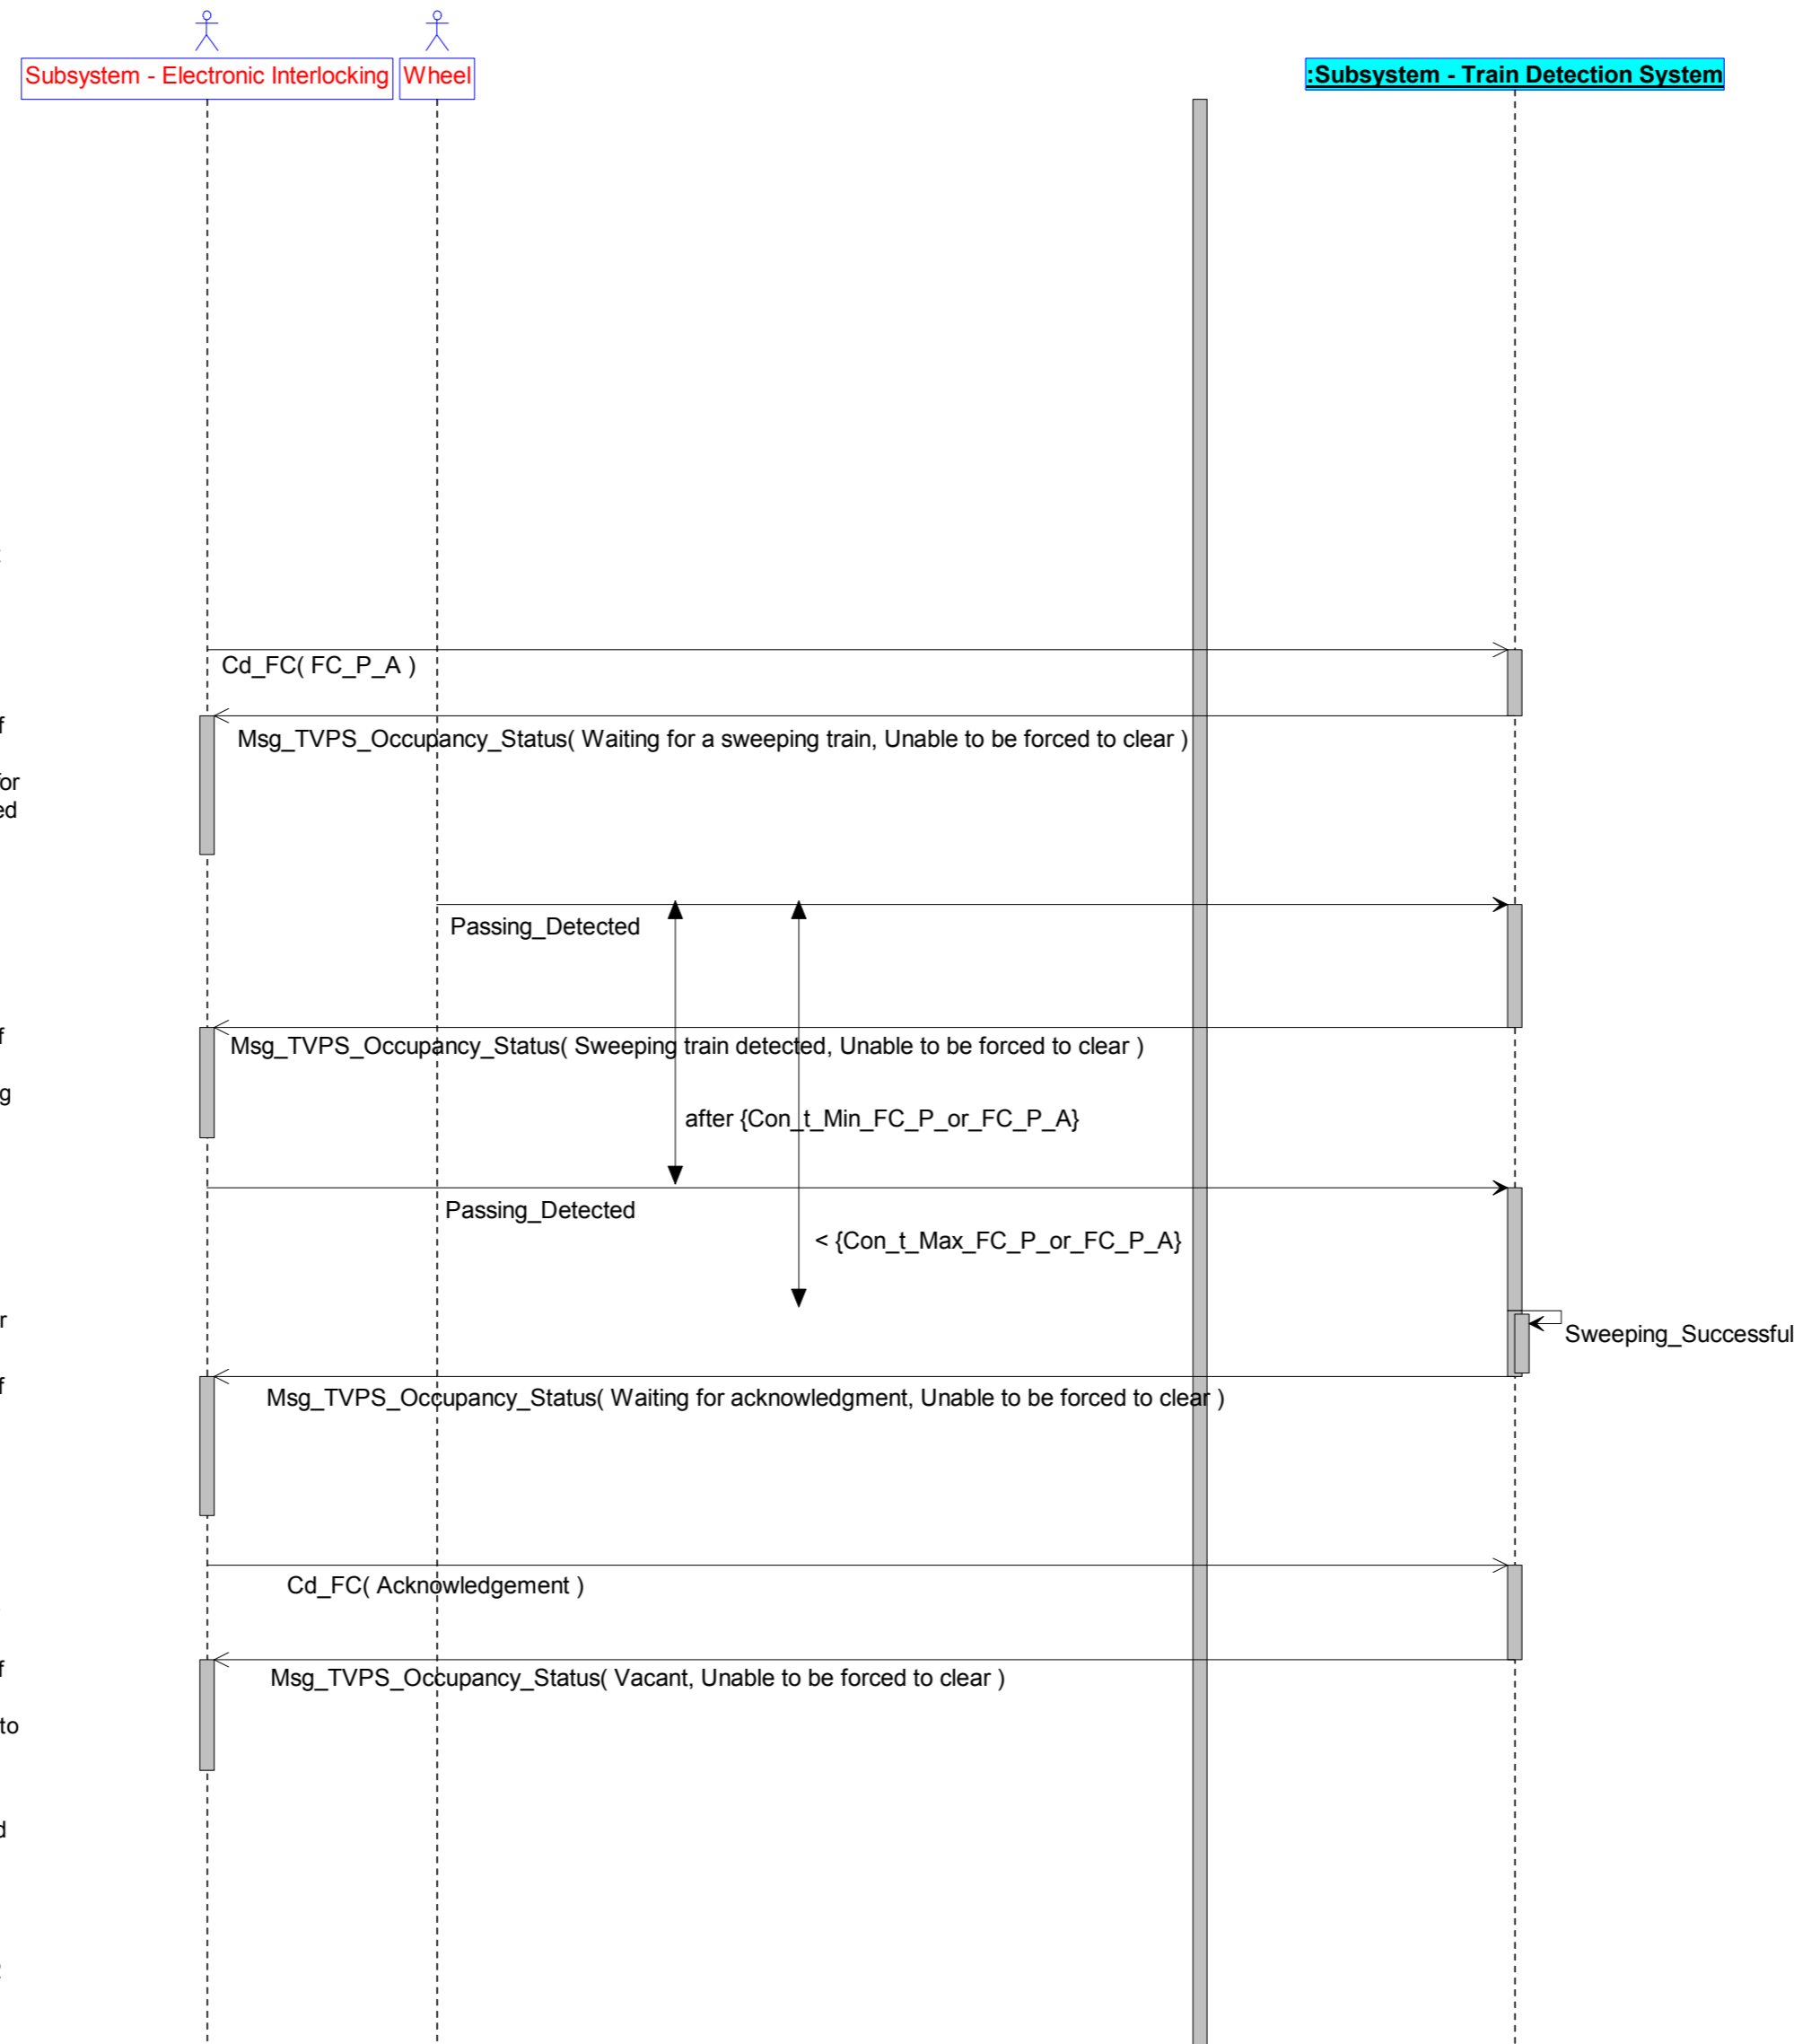 Subsystem - Electronic Interlocking
Wheel
:Subsystem - Train Detection System
Cd_FC( FC_P_A )
Msg_TVPS_Occupancy_Status( Waiting for a sweeping train, Unable to be forced to clear )
Passing_Detected
Msg_TVPS_Occupancy_Status( Sweeping train detected, Unable to be forced to clear )
after {Con_t_Min_FC_P_or_FC_P_A}
Passing_Detected
< {Con_t_Max_FC_P_or_FC_P_A}
Sweeping_Successful
Msg_TVPS_Occupancy_Status( Waiting for acknowledgment, Unable to be forced to clear )
Cd_FC( Acknowledgement )
Msg_TVPS_Occupancy_Status( Vacant, Unable to be forced to clear )
to